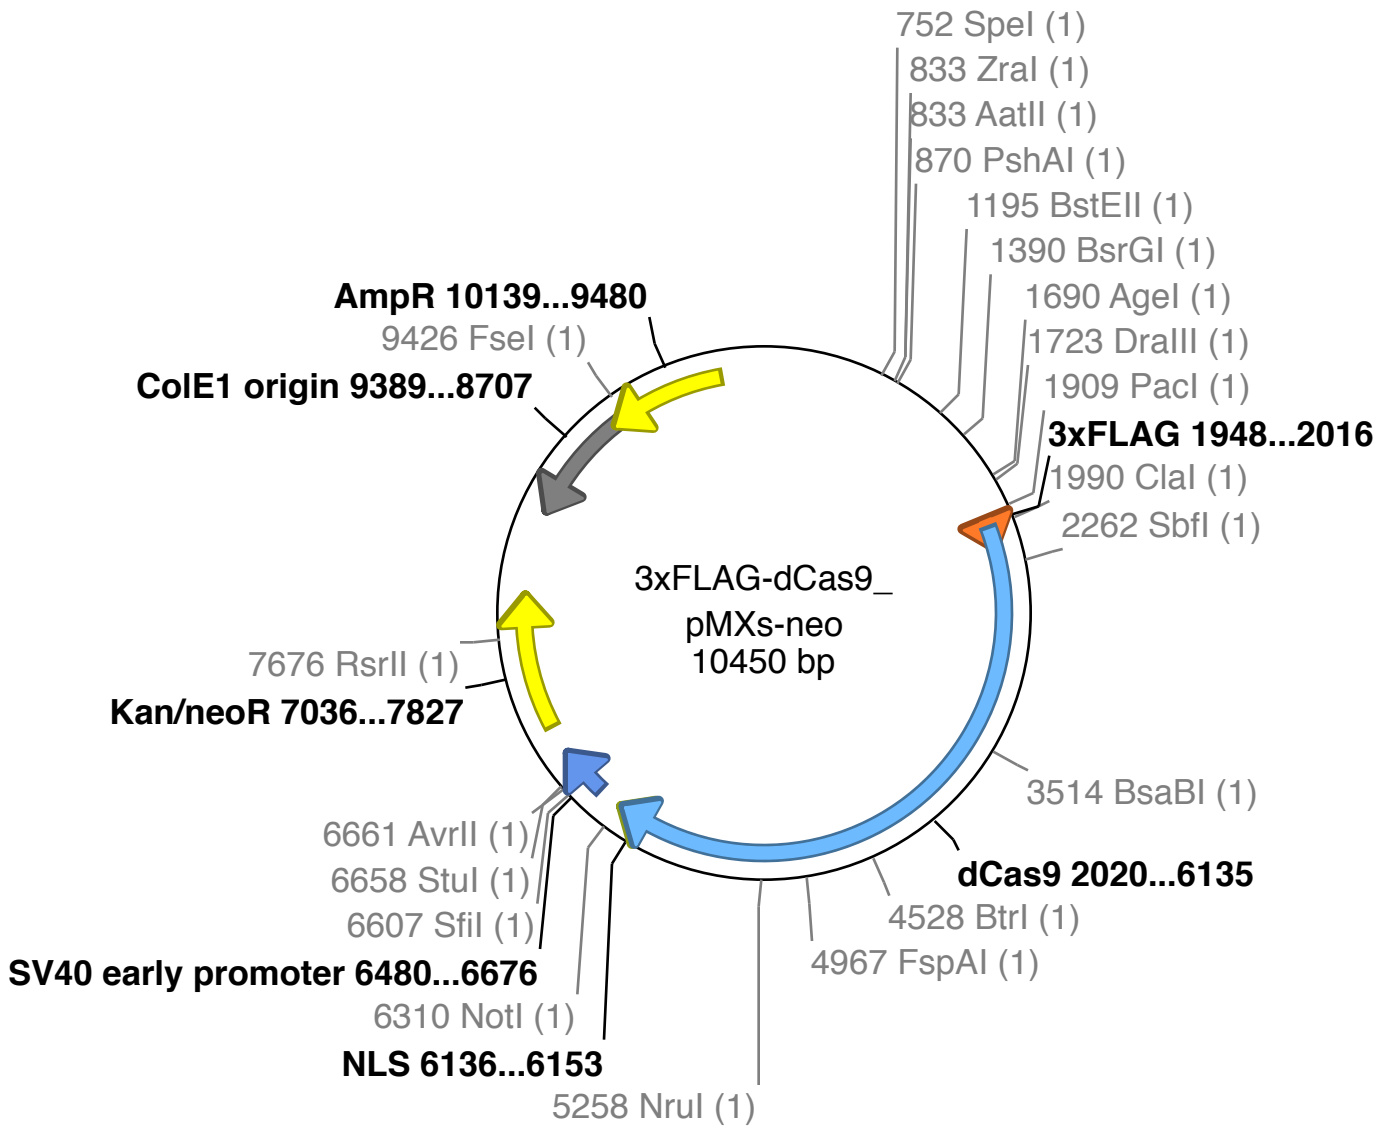 752 SpeI (1)
833 ZraI (1)
833 AatII (1)
870 PshAI (1)
1195 BstEII (1)
1390 BsrGI (1)
1690 AgeI (1)
1723 DraIII (1)
1909 PacI (1)
3xFLAG 1948...2016
1990 ClaI (1)
2262 SbfI (1)
3514 BsaBI (1)
dCas9 2020...6135
4528 BtrI (1)
4967 FspAI (1)
5258 NruI (1)
NLS 6136...6153
6310 NotI (1)
SV40 early promoter 6480...6676
6607 SfiI (1)
6658 StuI (1)
6661 AvrII (1)
Kan/neoR 7036...7827
7676 RsrII (1)
ColE1 origin 9389...8707
9426 FseI (1)
AmpR 10139...9480
3xFLAG-dCas9_
pMXs-neo
10450 bp